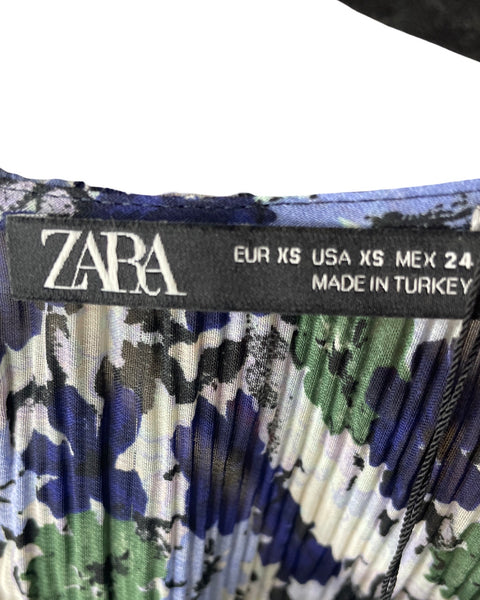 ZARA
EUR XS USA XS MEX 24
MADE IN TURKEY